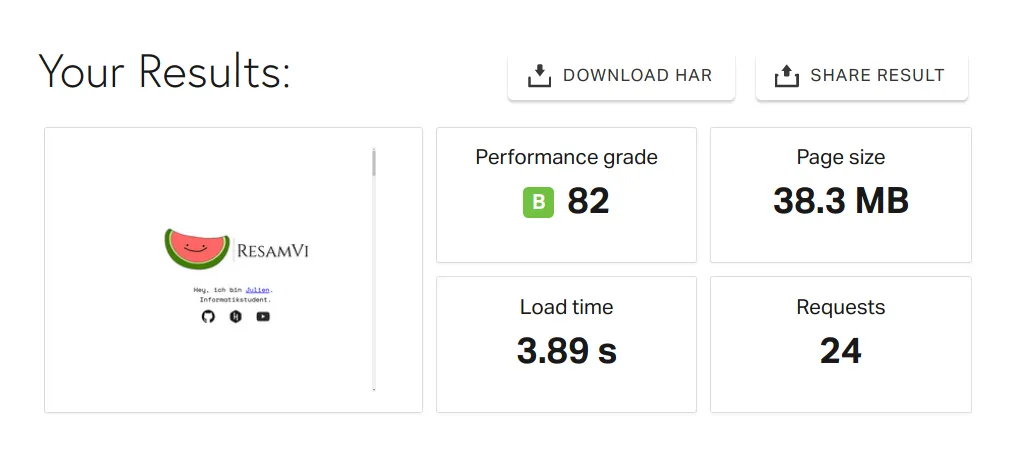 Your Results:
DOWNLOAD HAR
SHARE RESULT
RESAMVI
Hey, ich bin Julien.
Informatikstudent.
Performance grade
B 82
Page size
38.3 MB
Load time
3.89 s
Requests
24